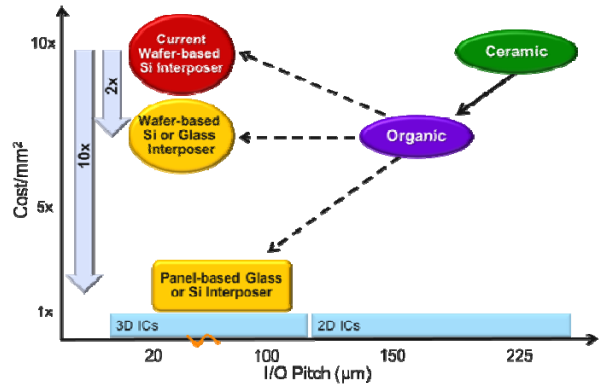 10x
5x
1x
Cost/mm²
2x
10x
Current
Wafer-based
Si Interposer
Ceramic
Wafer-based
Si or Glass
Interposer
Organic
Panel-based Glass
or Si Interposer
3D ICs
2D ICs
20
100
150
225
I/O Pitch (μm)